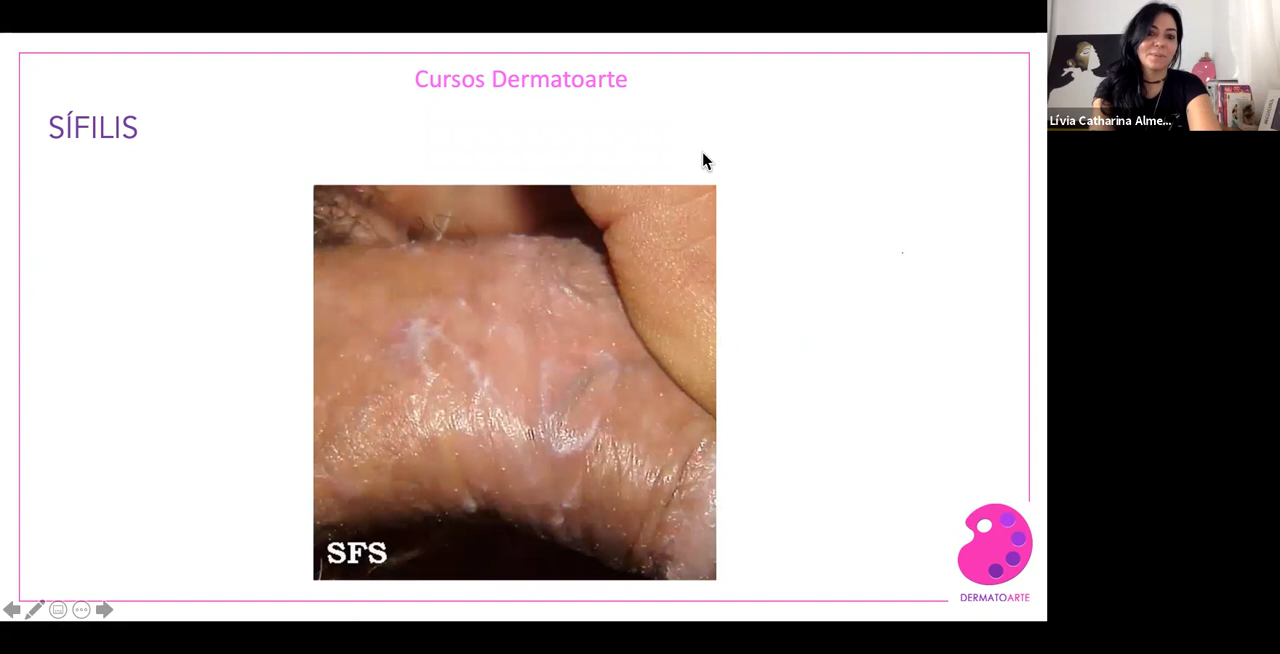 Cursos Dermatoarte
SÍFILIS
Lívia Catharina Alme...
SFS
DERMATOARTE